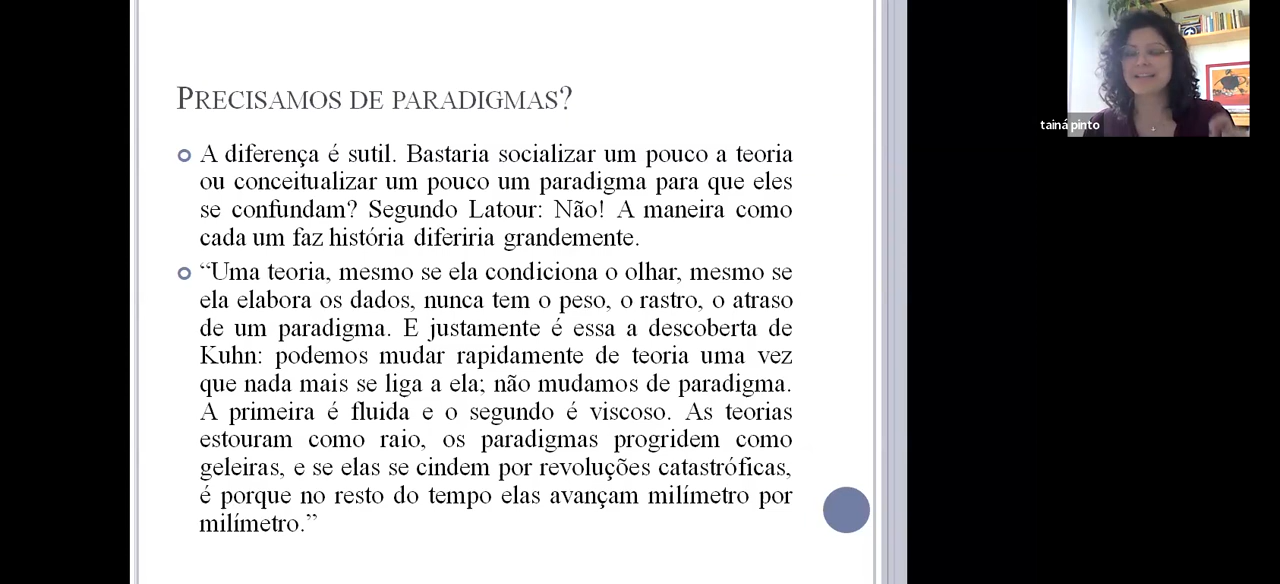 PRECISAMOS DE PARADIGMAS?
A diferença é sutil. Bastaria socializar um pouco a teoria
ou conceitualizar um pouco um paradigma para que eles
se confundam? Segundo Latour: Não! A maneira como
cada um faz história diferiria grandemente.
“Uma teoria, mesmo se ela condiciona o olhar, mesmo se
ela elabora os dados, nunca tem o peso, o rastro, o atraso
de um paradigma. E justamente é essa a descoberta de
Kuhn: podemos mudar rapidamente de teoria uma vez
que nada mais se liga a ela; não mudamos de paradigma.
A primeira é fluida e o segundo é viscoso. As teorias
estouram como raio, os paradigmas progridem como
geleiras, e se elas se cindem por revoluções catastróficas,
é porque no resto do tempo elas avançam milímetro por
milímetro.”
tainá pinto